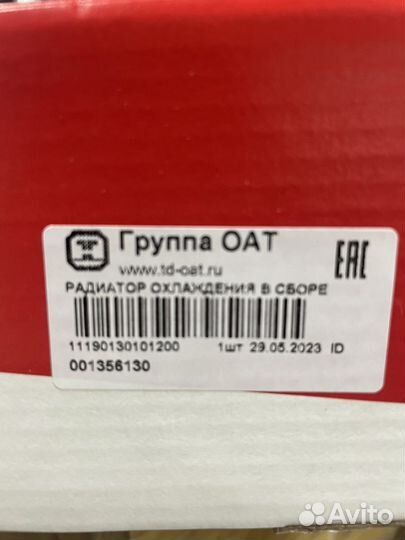 Группа ОАТ
www.td-oat.ru
EAC
РАДИАТОР ОХЛАЖДЕНИЯ В СБОРЕ
11190130101200 1шт 29.05.2023 ID
001356130
Avito